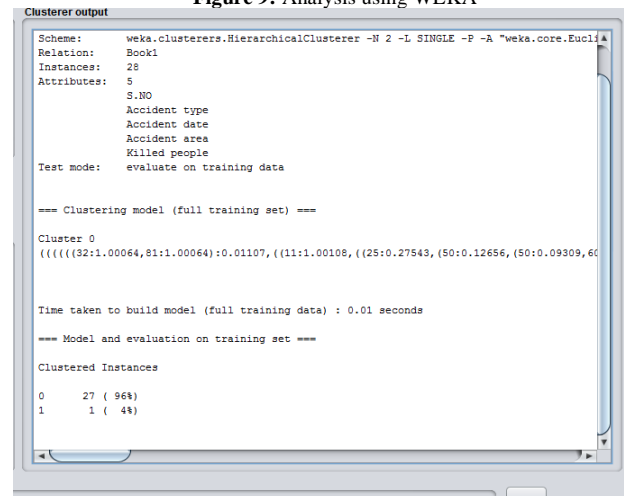 Figure 9. Analysis using WEKA
Clusterer output
Scheme: weka.clusterers.HierarchicalClusterer -N 2 -L SINGLE -P -A "weka.core.Eucli
Relation: Book1
Instances: 28
Attributes: 5
S.NO
Accident type
Accident date
Accident area
Killed people
Test mode: evaluate on training data
=== Clustering model (full training set) ===
Cluster 0
((((((32:1.00064,81:1.00064):0.01107,((11:1.00108,((25:0.27543,(50:0.12656,(50:0.09309,60
Time taken to build model (full training data) : 0.01 seconds
=== Model and evaluation on training set ===
Clustered Instances
0 27 ( 96%)
1 1 ( 4%)